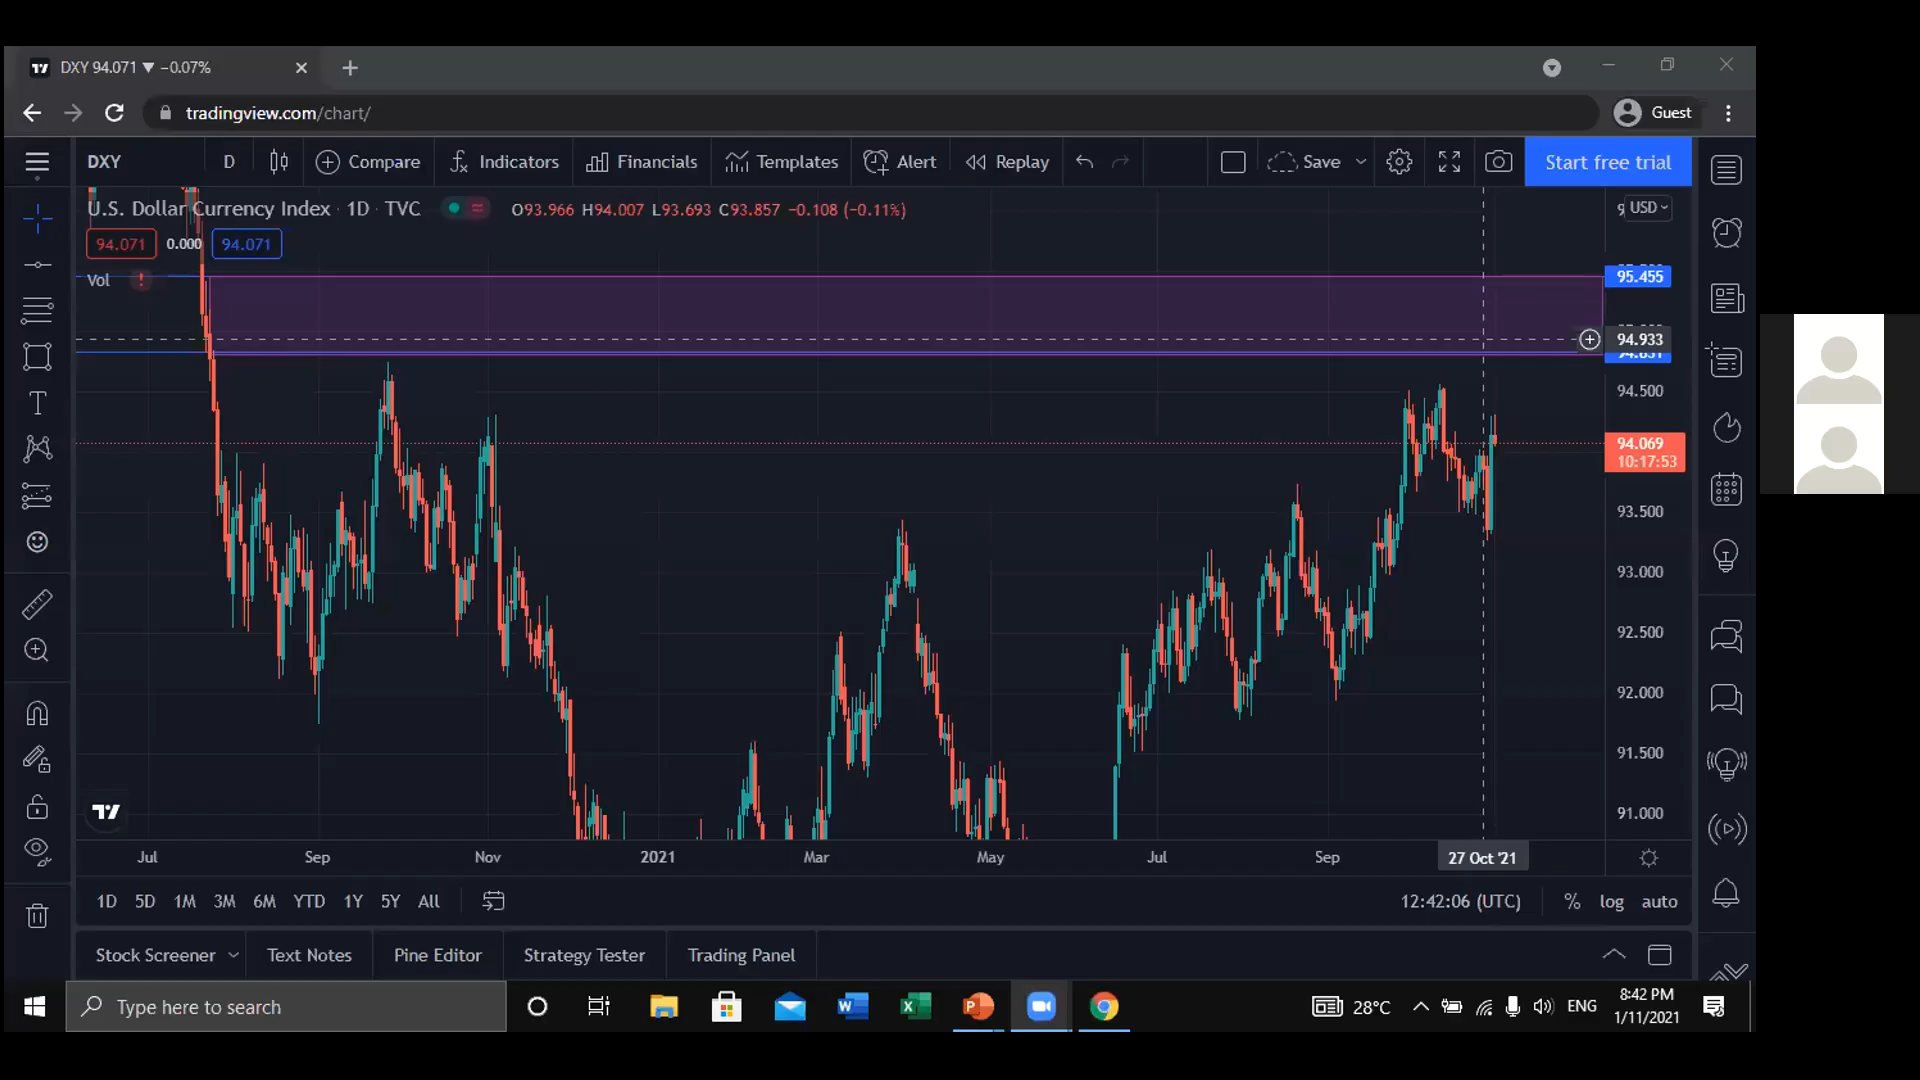 DXY 94.071 ▼ −0.07%
tradingview.com/chart/
Guest
DXY D Compare Indicators Financials Templates Alert Replay Save Start free trial
U.S. Dollar Currency Index · 1D · TVC O93.966 H94.007 L93.693 C93.857 −0.108 (−0.11%)
USD
94.071 0.000 94.071
Vol !
95.455
94.933
94.500
94.069
10:17:53
93.500
93.000
92.500
92.000
91.500
91.000
Jul Sep Nov 2021 Mar May Jul Sep 27 Oct '21
1D 5D 1M 3M 6M YTD 1Y 5Y All 12:42:06 (UTC) % log auto
Stock Screener Text Notes Pine Editor Strategy Tester Trading Panel
Type here to search
28°C
ENG
8:42 PM
1/11/2021